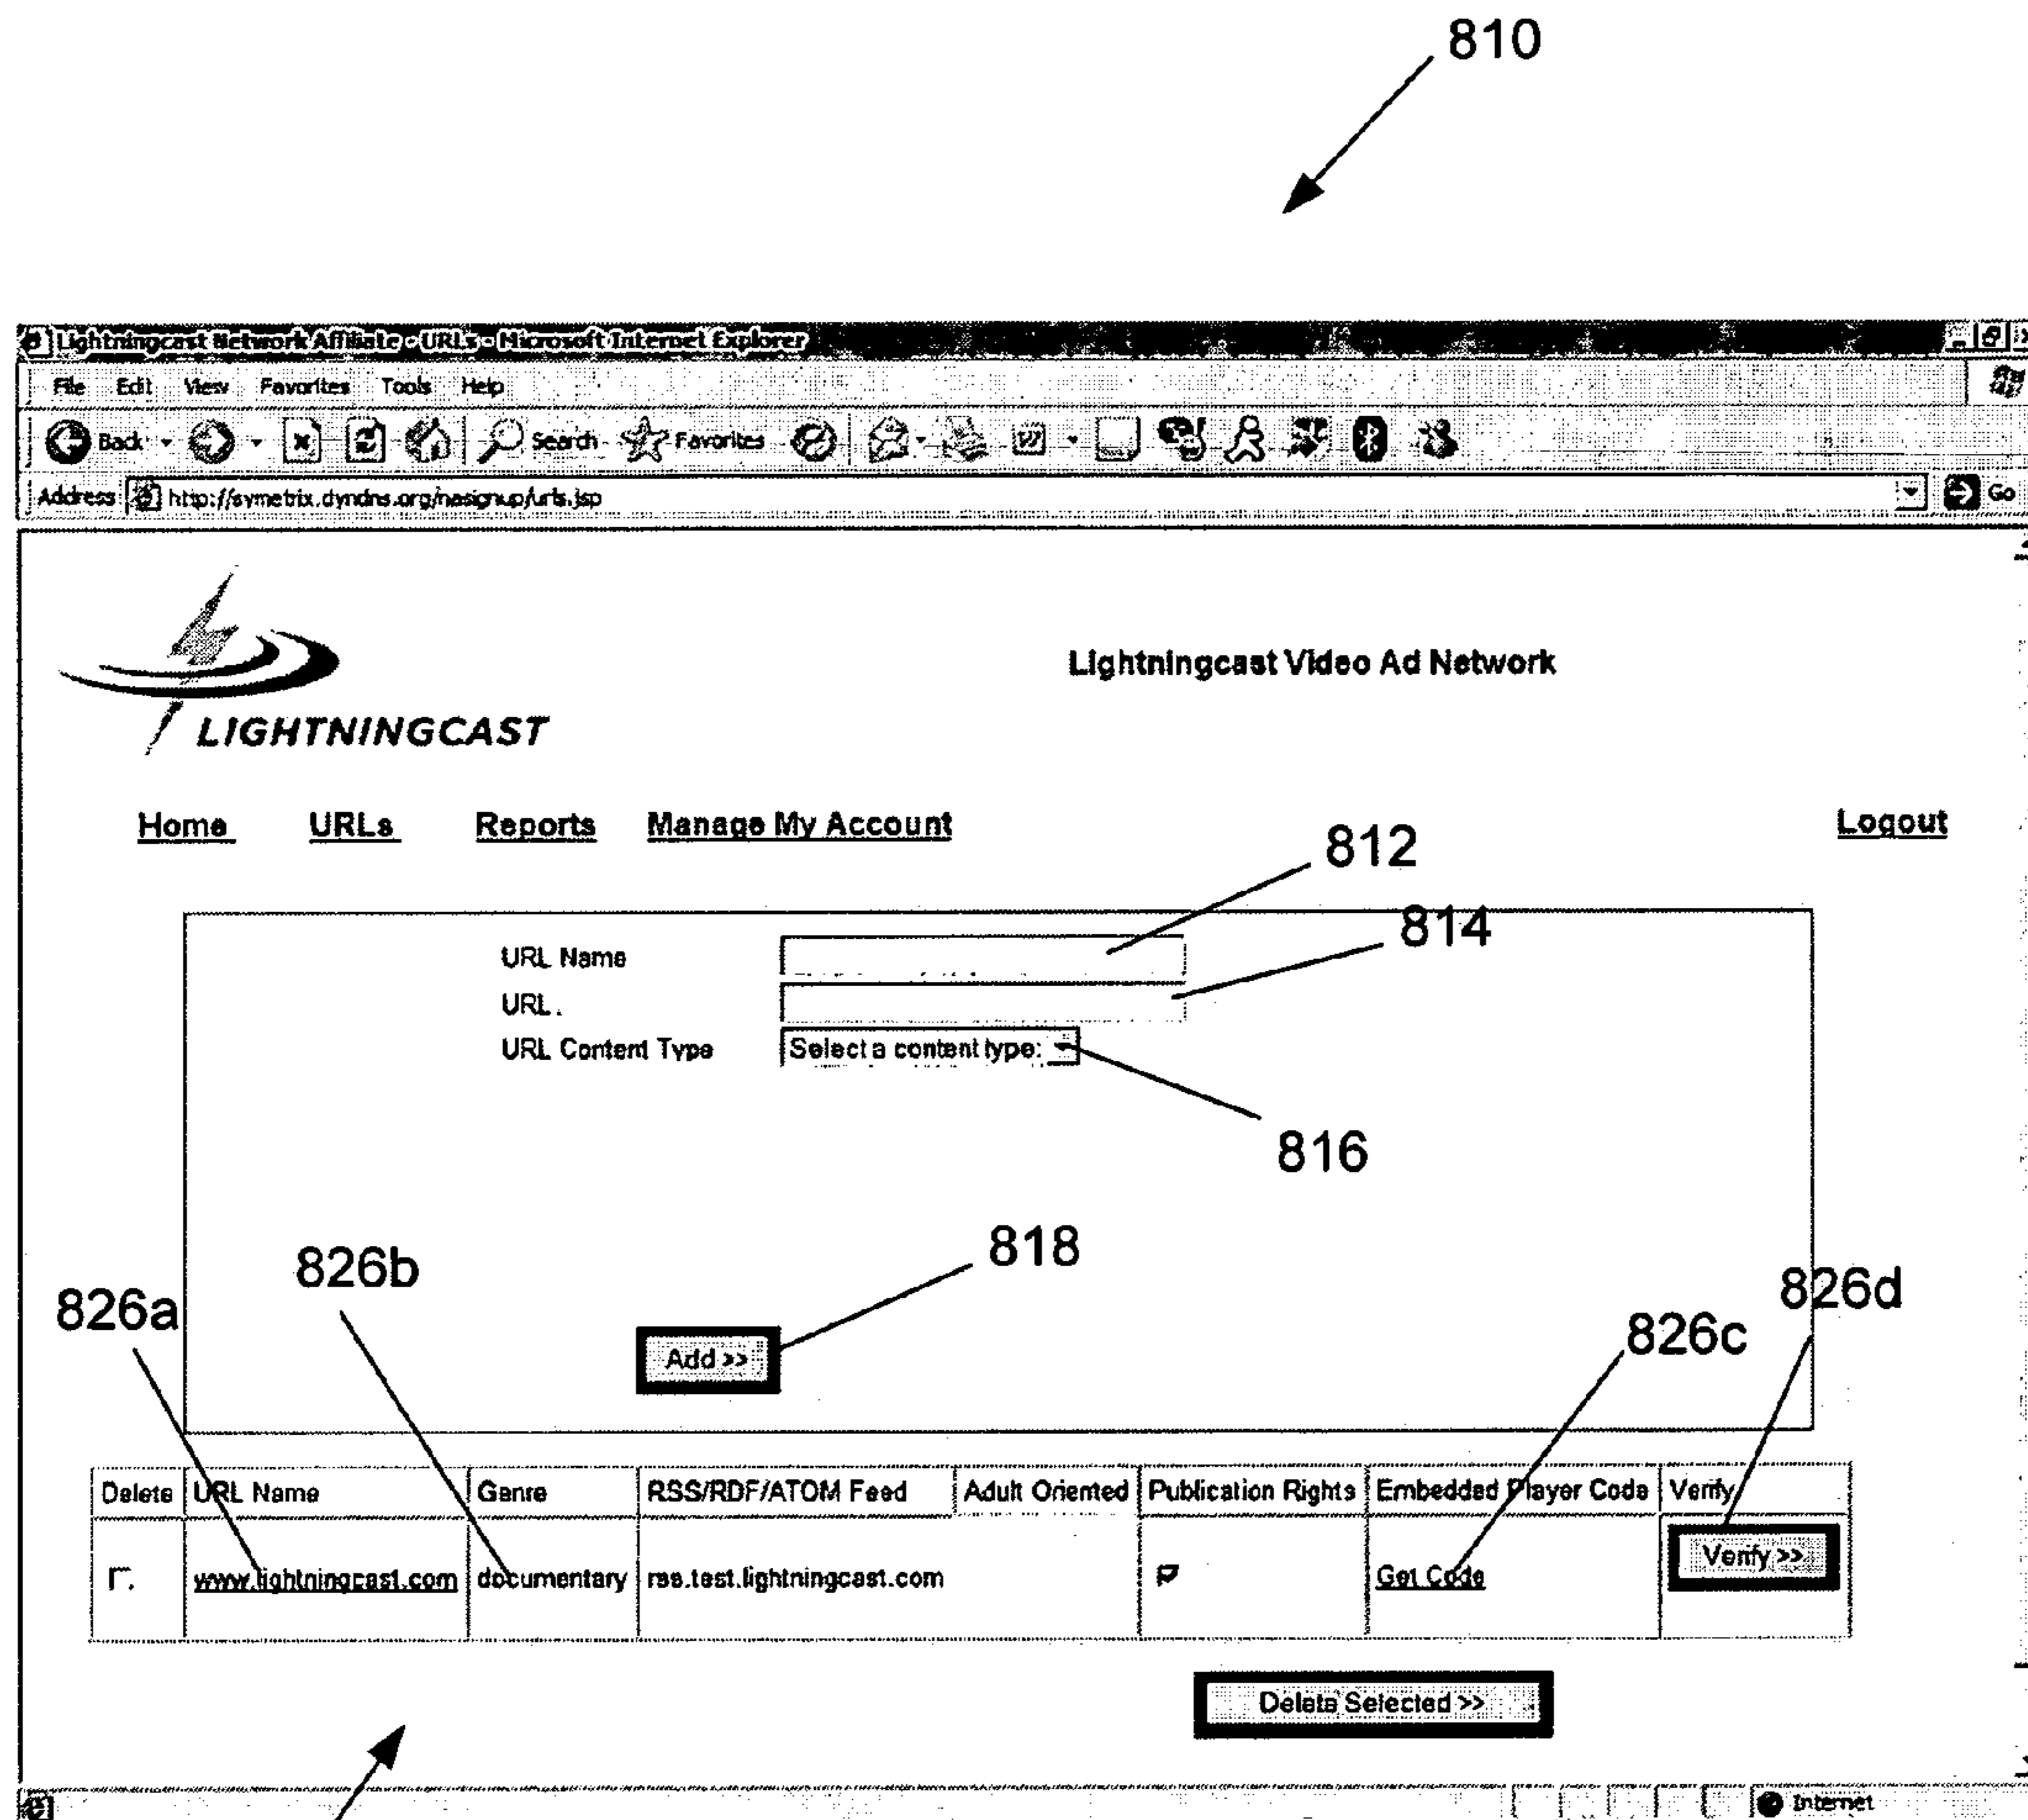 810
Lightningcast Network Affiliate - URLs - Microsoft Internet Explorer
File Edit View Favorites Tools Help
Back Search Favorites
Address http://symetrix.dyndns.org/nasignup/urls.jsp Go
Lightningcast Video Ad Network
LIGHTNINGCAST
Home URLs Reports Manage My Account Logout
812
814
URL Name
URL.
URL Content Type Select a content type:
816
818
826b
826a
826d
826c
Add >>
Delete URL Name Genre RSS/RDF/ATOM Feed Adult Oriented Publication Rights Embedded Player Code Verify
www.lightningcast.com documentary rss.test.lightningcast.com Get Code Verify >>
Delete Selected >>
Internet